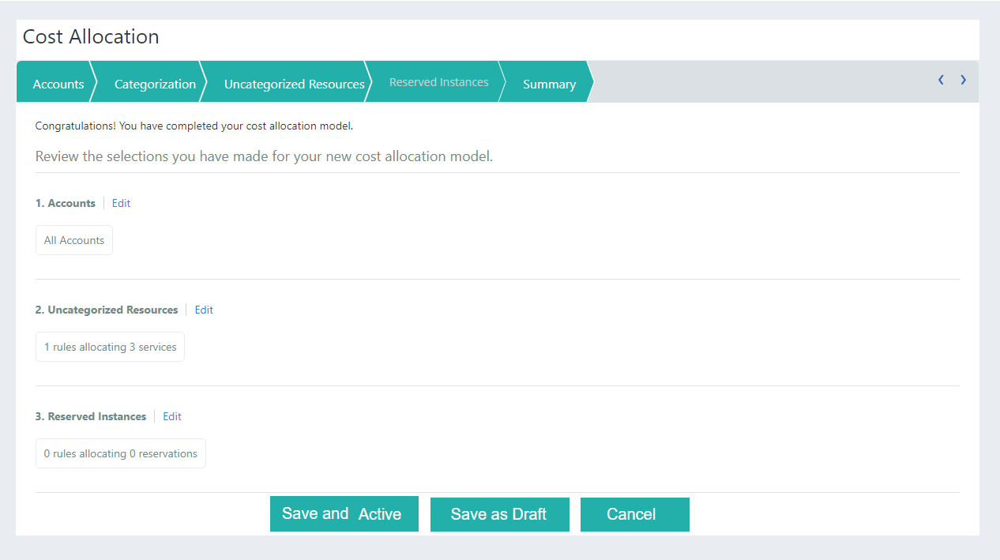 Cost Allocation
Accounts Categorization Uncategorized Resources Reserved Instances Summary
Congratulations! You have completed your cost allocation model.
Review the selections you have made for your new cost allocation model.
1. Accounts Edit
All Accounts
2. Uncategorized Resources Edit
1 rules allocating 3 services
3. Reserved Instances Edit
0 rules allocating 0 reservations
Save and Active Save as Draft Cancel